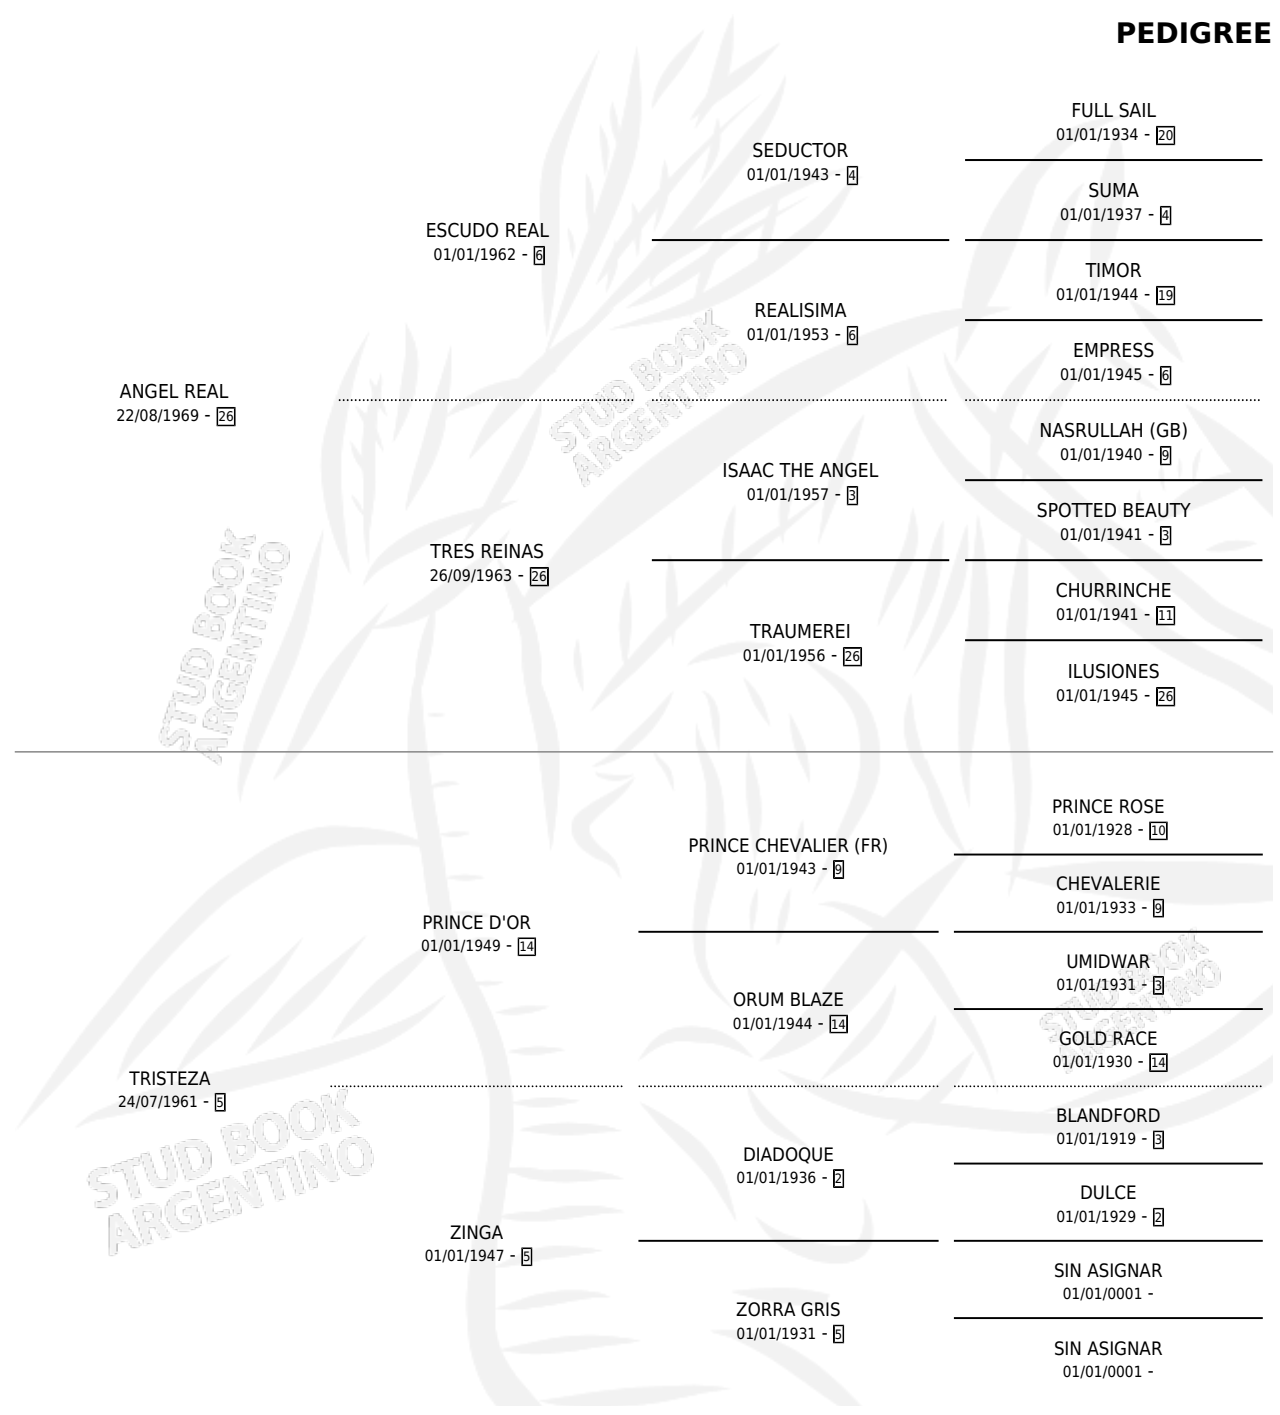 PEDIGREE
FULL SAIL
01/01/1934 - 20
SEDUCTOR
01/01/1943 - 4
SUMA
01/01/1937 - 4
ESCUDO REAL
01/01/1962 - 6
TIMOR
01/01/1944 - 19
REALISIMA
01/01/1953 - 6
EMPRESS
01/01/1945 - 6
ANGEL REAL
22/08/1969 - 26
NASRULLAH (GB)
01/01/1940 - 9
ISAAC THE ANGEL
01/01/1957 - 3
SPOTTED BEAUTY
01/01/1941 - 3
TRES REINAS
26/09/1963 - 26
CHURRINCHE
01/01/1941 - 11
TRAUMEREI
01/01/1956 - 26
ILUSIONES
01/01/1945 - 26
PRINCE ROSE
01/01/1928 - 10
PRINCE CHEVALIER (FR)
01/01/1943 - 9
CHEVALERIE
01/01/1933 - 9
PRINCE D'OR
01/01/1949 - 14
UMIDWAR
01/01/1931 - 3
ORUM BLAZE
01/01/1944 - 14
GOLD RACE
01/01/1930 - 14
TRISTEZA
24/07/1961 - 5
BLANDFORD
01/01/1919 - 3
DIADOQUE
01/01/1936 - 2
DULCE
01/01/1929 - 2
ZINGA
01/01/1947 - 5
SIN ASIGNAR
01/01/0001 -
ZORRA GRIS
01/01/1931 - 5
SIN ASIGNAR
01/01/0001 -
STUD BOOK
ARGENTINO
STUD BOOK
ARGENTINO
STUD BOOK
ARGENTINO
STUD BOOK
ARGENTINO